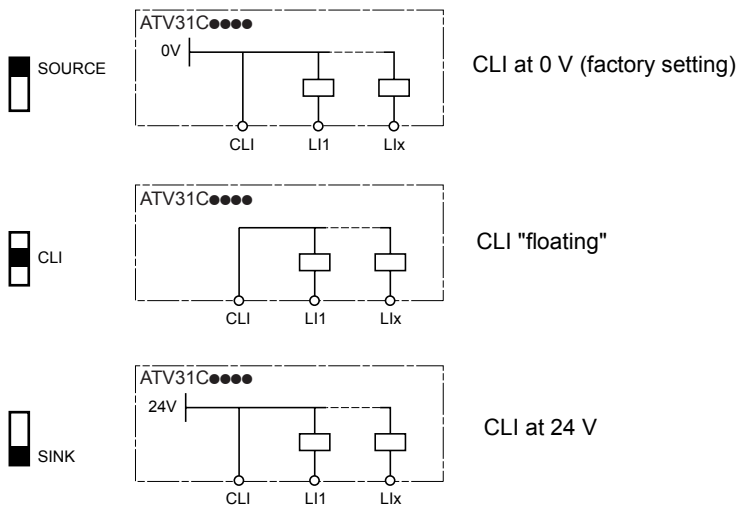 ATV31C●●●●
0V
SOURCE
CLI at 0 V (factory setting)
CLI LI1 LIx
ATV31C●●●●
CLI
CLI "floating"
CLI LI1 LIx
ATV31C●●●●
24V
SINK
CLI at 24 V
CLI LI1 LIx